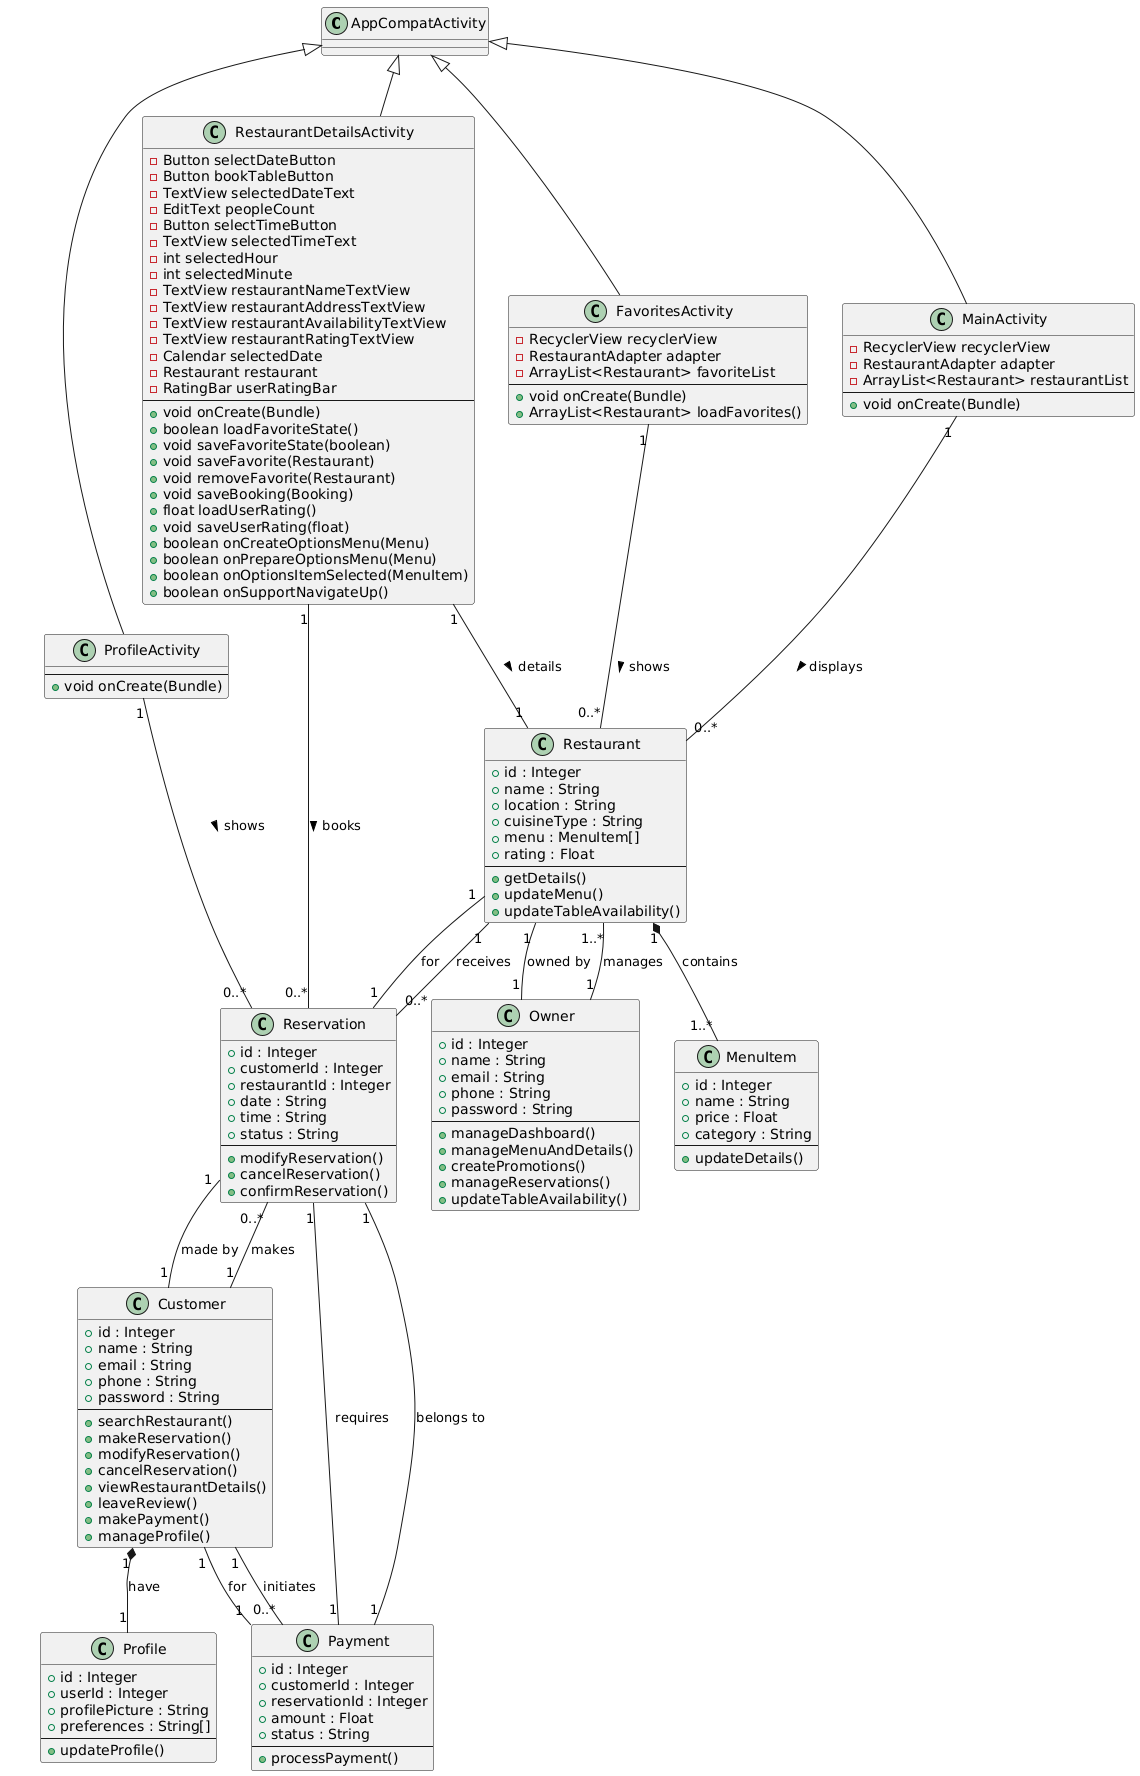 C AppCompatActivity
C RestaurantDetailsActivity
Button selectDateButton
Button bookTableButton
TextView selectedDateText
EditText peopleCount
Button selectTimeButton
TextView selectedTimeText
int selectedHour
int selectedMinute
TextView restaurantNameTextView
TextView restaurantAddressTextView
TextView restaurantAvailabilityTextView
TextView restaurantRatingTextView
Calendar selectedDate
Restaurant restaurant
RatingBar userRatingBar
void onCreate(Bundle)
boolean loadFavoriteState()
void saveFavoriteState(boolean)
void saveFavorite(Restaurant)
void removeFavorite(Restaurant)
void saveBooking(Booking)
float loadUserRating()
void saveUserRating(float)
boolean onCreateOptionsMenu(Menu)
boolean onPrepareOptionsMenu(Menu)
boolean onOptionsItemSelected(MenuItem)
boolean onSupportNavigateUp()
C FavoritesActivity
RecyclerView recyclerView
RestaurantAdapter adapter
ArrayList<Restaurant> favoriteList
void onCreate(Bundle)
ArrayList<Restaurant> loadFavorites()
C MainActivity
RecyclerView recyclerView
RestaurantAdapter adapter
ArrayList<Restaurant> restaurantList
void onCreate(Bundle)
1
1
1
1
C ProfileActivity
void onCreate(Bundle)
1
details
shows
displays
1
0..*
0..*
C Restaurant
id : Integer
name : String
location : String
cuisineType : String
menu : MenuItem[]
rating : Float
getDetails()
updateMenu()
updateTableAvailability()
shows
books
1
1
1
1..*
1
for
receives
owned by
manages
contains
0..*
0..*
1
0..*
1
1
1..*
C Reservation
id : Integer
customerId : Integer
restaurantId : Integer
date : String
time : String
status : String
modifyReservation()
cancelReservation()
confirmReservation()
C Owner
id : Integer
name : String
email : String
phone : String
password : String
manageDashboard()
manageMenuAndDetails()
createPromotions()
manageReservations()
updateTableAvailability()
C MenuItem
id : Integer
name : String
price : Float
category : String
updateDetails()
1
0..*
1
1
made by
makes
1
1
C Customer
id : Integer
name : String
email : String
phone : String
password : String
searchRestaurant()
makeReservation()
modifyReservation()
cancelReservation()
viewRestaurantDetails()
leaveReview()
makePayment()
manageProfile()
requires
belongs to
1
1
1
have
for
initiates
1
1
0..*
1
1
C Profile
id : Integer
userId : Integer
profilePicture : String
preferences : String[]
updateProfile()
C Payment
id : Integer
customerId : Integer
reservationId : Integer
amount : Float
status : String
processPayment()